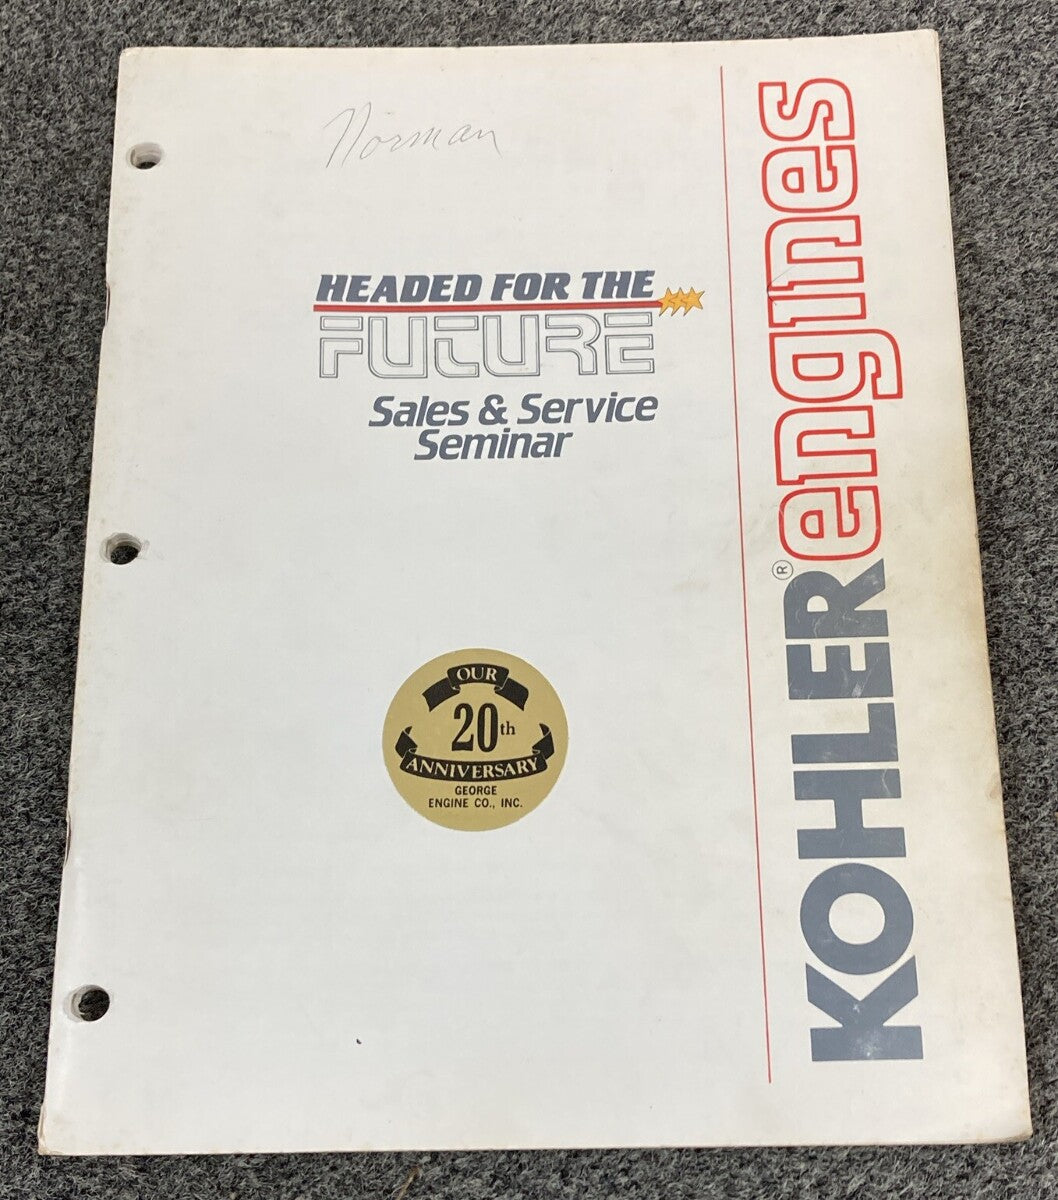 Norman
HEADED FOR THE
FUTURE
Sales & Service
Seminar
OUR
20th
ANNIVERSARY
GEORGE
ENGINE CO., INC.
KOHLER® engines